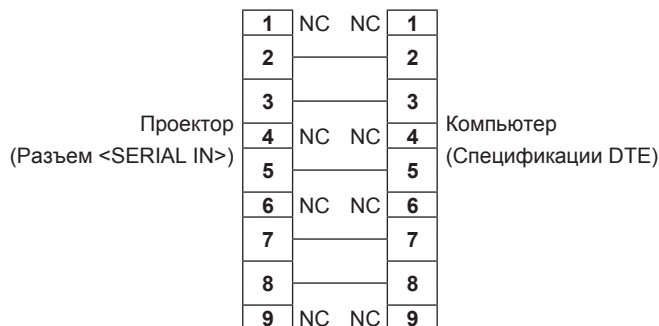 1 NC NC 1
2 2
3 3
Проектор
(Разъем <SERIAL IN>)
4 NC NC 4
Компьютер
(Спецификации DTE)
5 5
6 NC NC 6
7 7
8 8
9 NC NC 9